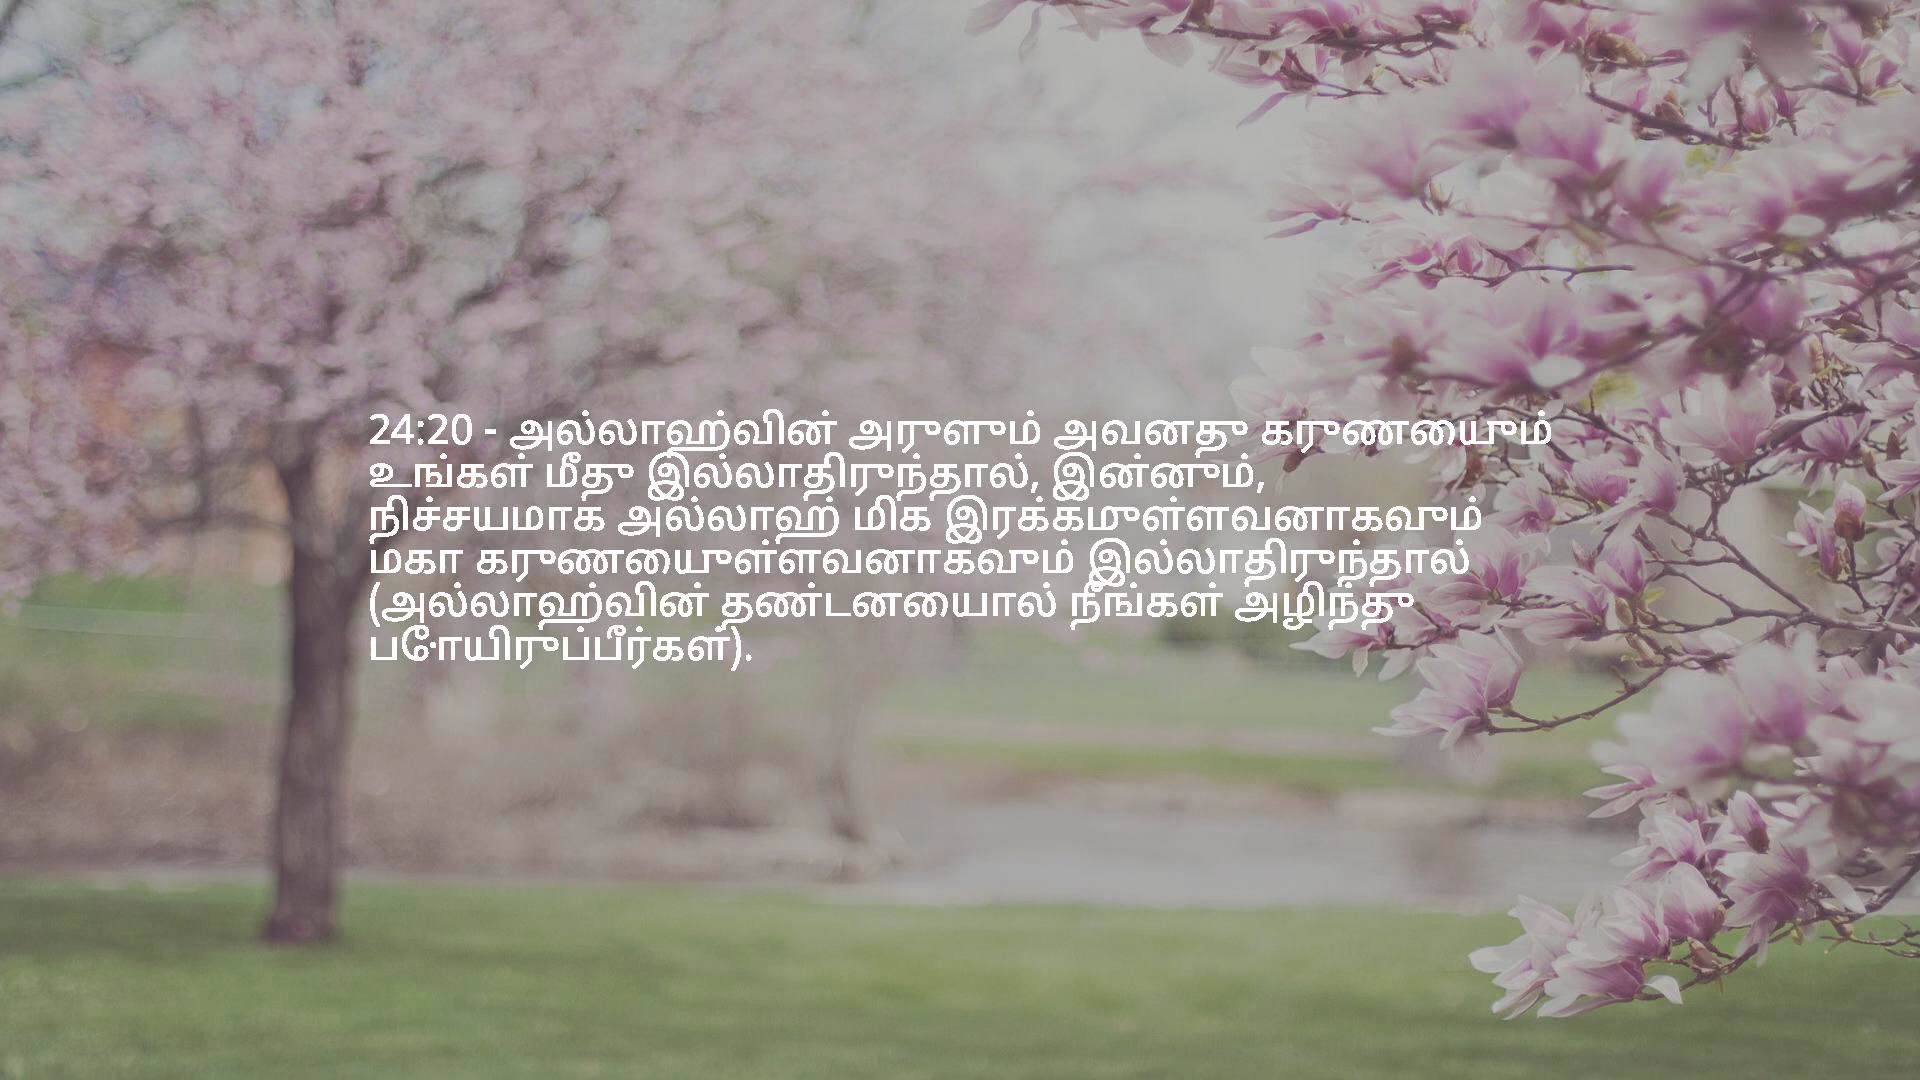 24:20 - அல்லாஹ்வின் அருளும் அவனது கருணையும்
உங்கள் மீது இல்லாதிருந்தால், இன்னும்,
நிச்சயமாக அல்லாஹ் மிக இரக்கமுள்ளவனாகவும்
மகா கருணையுள்ளவனாகவும் இல்லாதிருந்தால்
(அல்லாஹ்வின் தண்டனையால் நீங்கள் அழிந்து
போயிருப்பீர்கள்).